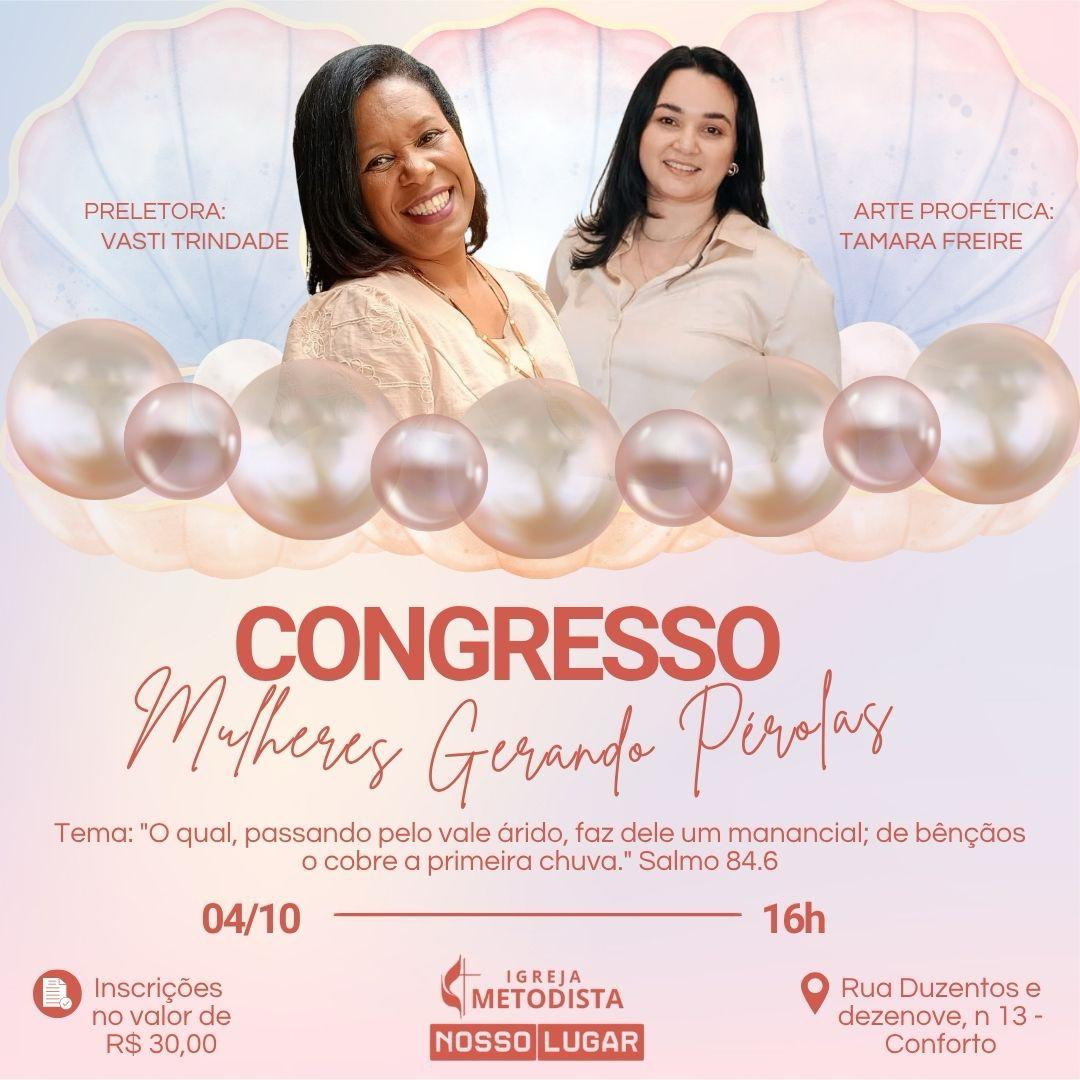 PRELETORA:
VASTI TRINDADE
ARTE PROFÉTICA:
TAMARA FREIRE
CONGRESSO
Mulheres Gerando Pérolas
Tema: "O qual, passando pelo vale árido, faz dele um manancial; de bênçãos
o cobre a primeira chuva." Salmo 84.6
04/10
16h
Inscrições
no valor de
R$ 30,00
IGREJA
METODISTA
NOSSO LUGAR
Rua Duzentos e
dezenove, n 13 -
Conforto